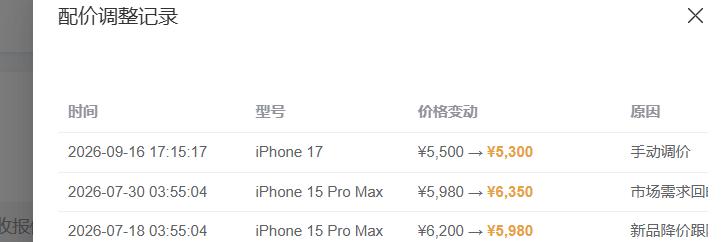 配价调整记录
时间 型号 价格变动 原因
2026-09-16 17:15:17 iPhone 17 ¥5,500 → ¥5,300 手动调价
2026-07-30 03:55:04 iPhone 15 Pro Max ¥5,980 → ¥6,350 市场需求回
2026-07-18 03:55:04 iPhone 15 Pro Max ¥6,200 → ¥5,980 新品降价跟
收报